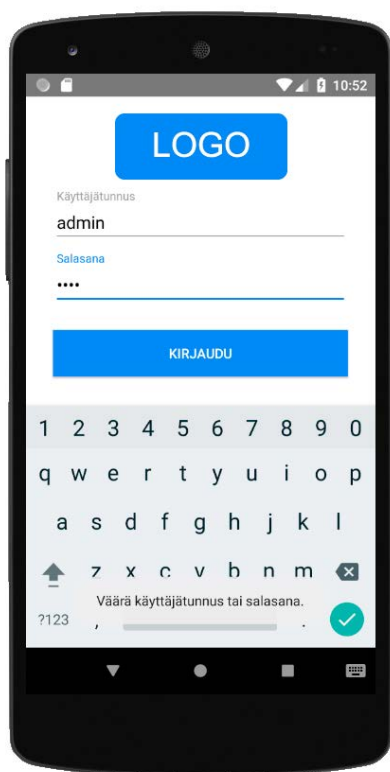 10:52
LOGO
Käyttäjätunnus
admin
Salasana
••••
KIRJAUDU
1 2 3 4 5 6 7 8 9 0
q w e r t y u i o p
a s d f g h j k l
z x c v b n m
Väärä käyttäjätunnus tai salasana.
?123 , .